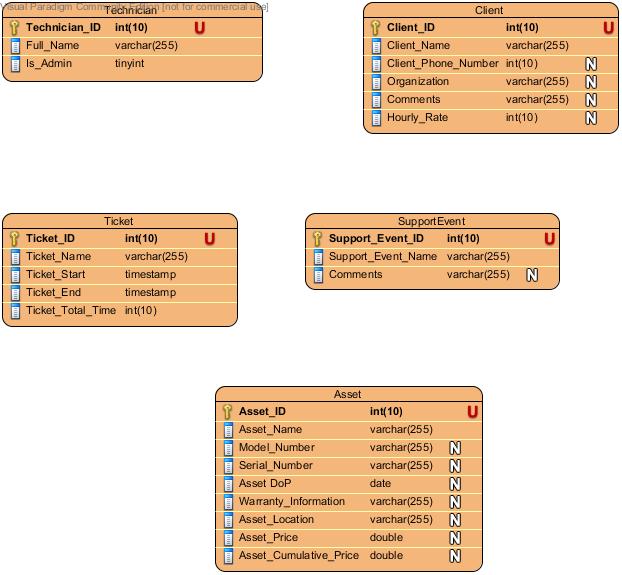 Visual Paradigm Community Edition [not for commercial use]
Technician
Technician_ID int(10) U
Full_Name varchar(255)
Is_Admin tinyint
Client
Client_ID int(10) U
Client_Name varchar(255)
Client_Phone_Number int(10) N
Organization varchar(255) N
Comments varchar(255) N
Hourly_Rate int(10) N
Ticket
Ticket_ID int(10) U
Ticket_Name varchar(255)
Ticket_Start timestamp
Ticket_End timestamp
Ticket_Total_Time int(10)
SupportEvent
Support_Event_ID int(10) U
Support_Event_Name varchar(255)
Comments varchar(255) N
Asset
Asset_ID int(10) U
Asset_Name varchar(255)
Model_Number varchar(255) N
Serial_Number varchar(255) N
Asset DoP date N
Warranty_Information varchar(255) N
Asset_Location varchar(255) N
Asset_Price double N
Asset_Cumulative_Price double N